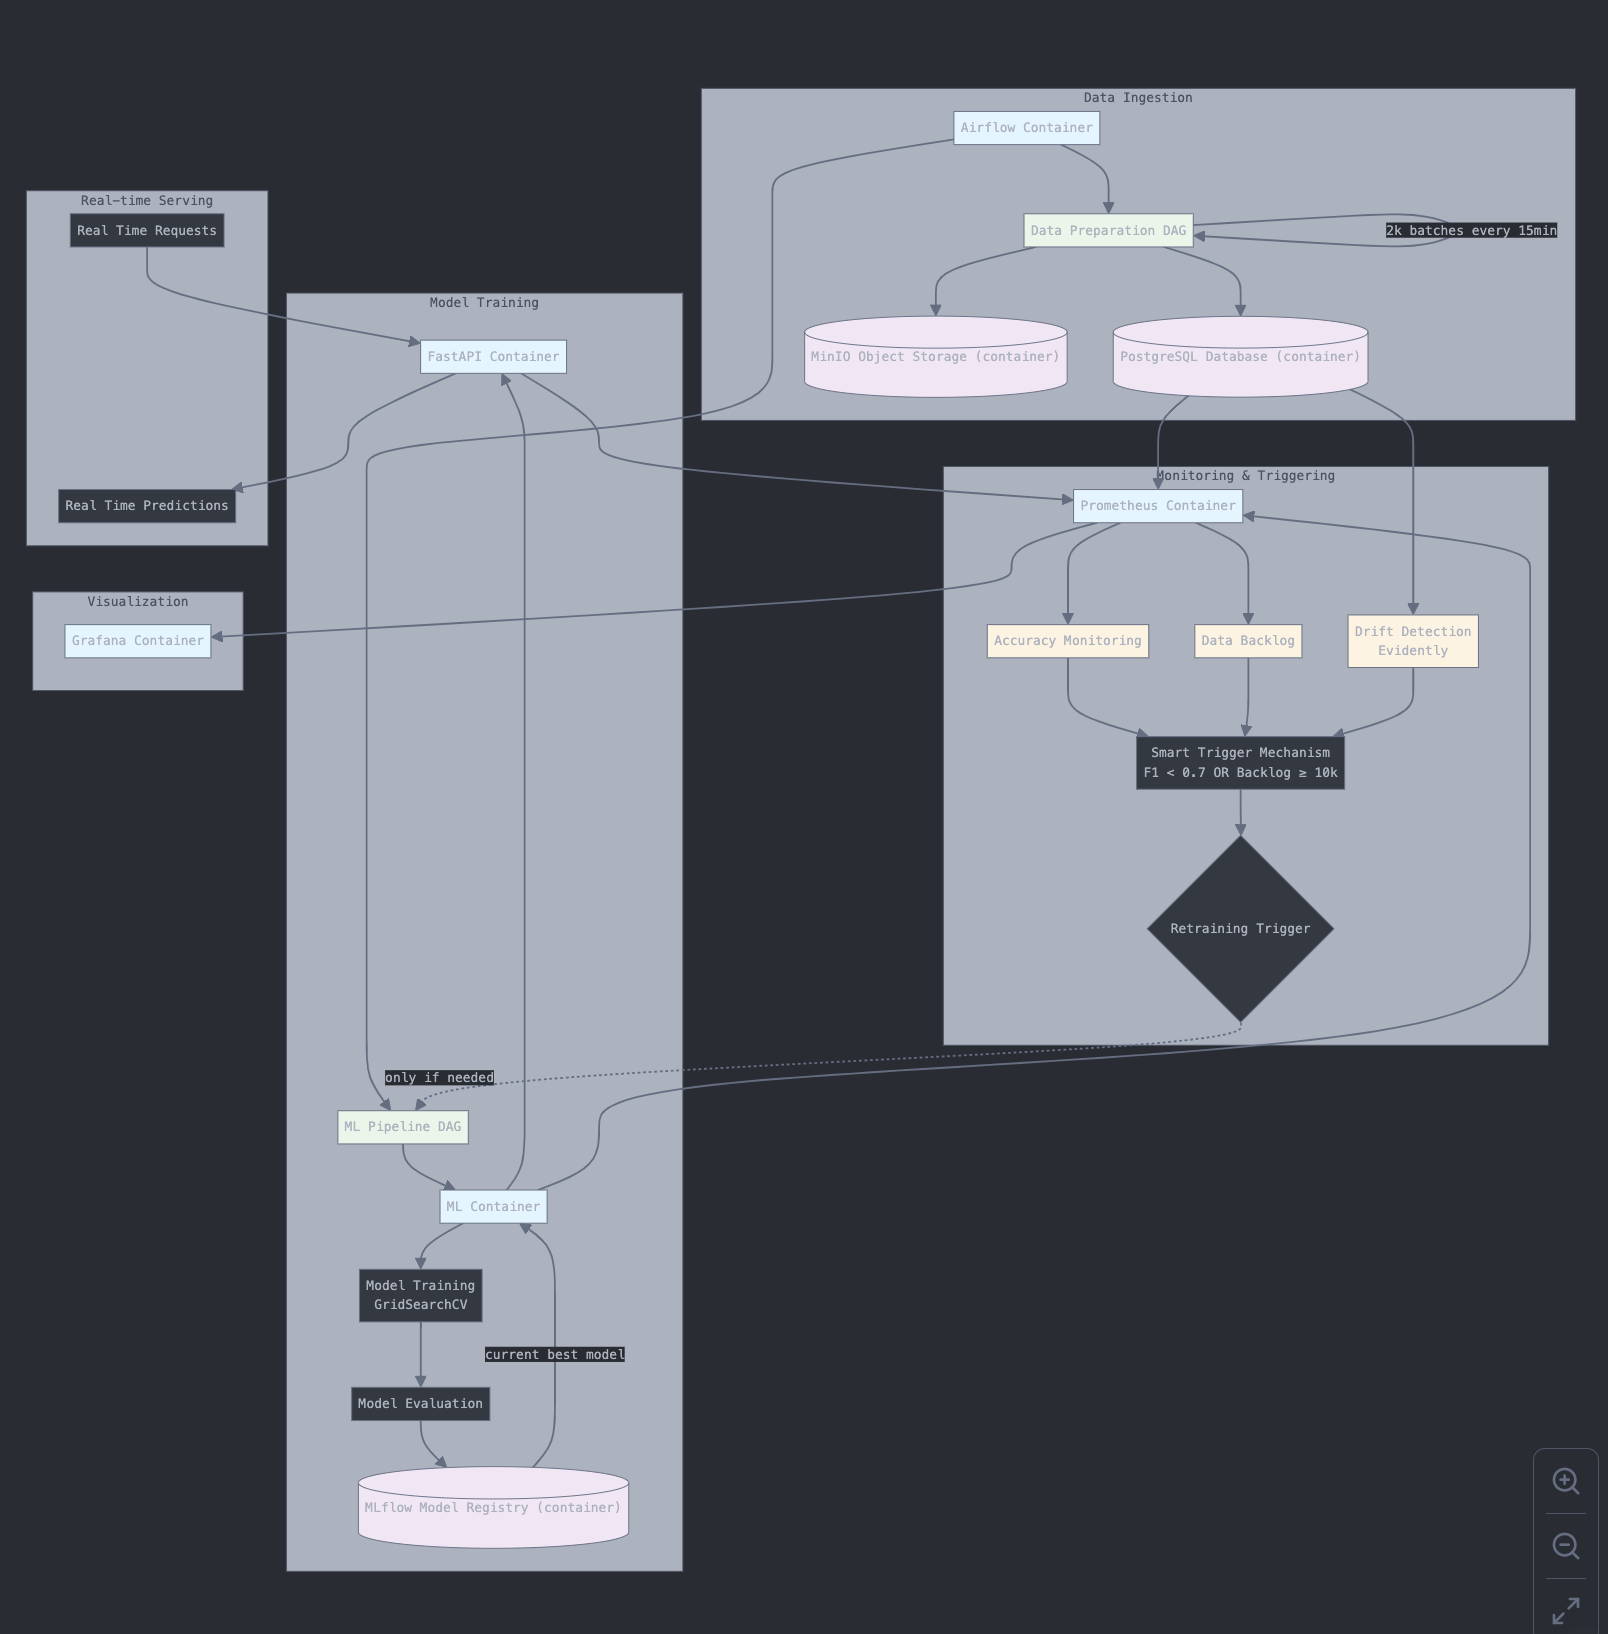 Data Ingestion
Airflow Container
Data Preparation DAG
2k batches every 15min
MinIO Object Storage (container)
PostgreSQL Database (container)
Real-time Serving
Real Time Requests
Real Time Predictions
Model Training
FastAPI Container
Monitoring & Triggering
Prometheus Container
Accuracy Monitoring
Data Backlog
Drift Detection
Evidently
Smart Trigger Mechanism
F1 < 0.7 OR Backlog ≥ 10k
Retraining Trigger
Visualization
Grafana Container
only if needed
ML Pipeline DAG
ML Container
Model Training
GridSearchCV
current best model
Model Evaluation
MLflow Model Registry (container)